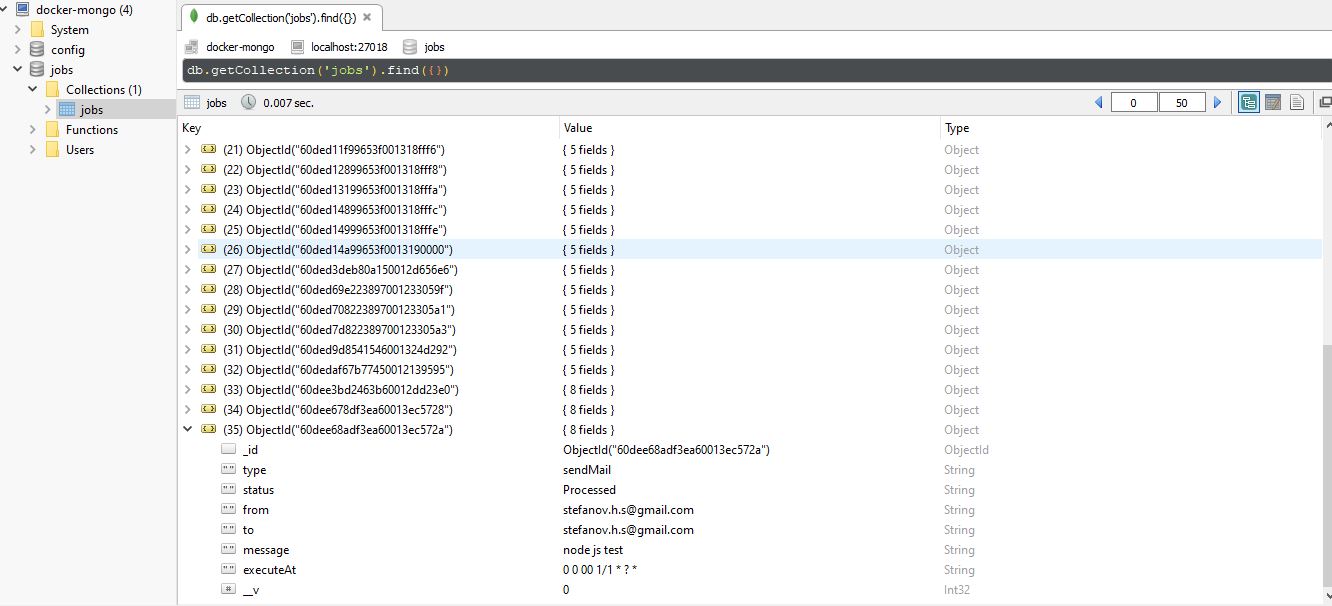 docker-mongo (4)
System
config
jobs
Collections (1)
jobs
Functions
Users
db.getCollection('jobs').find({})
docker-mongo localhost:27018 jobs
db.getCollection('jobs').find({})
jobs 0.007 sec. 0 50
Key Value Type
(21) ObjectId("60ded11f99653f001318fff6") { 5 fields } Object
(22) ObjectId("60ded12899653f001318fff8") { 5 fields } Object
(23) ObjectId("60ded13199653f001318fffa") { 5 fields } Object
(24) ObjectId("60ded14899653f001318fffc") { 5 fields } Object
(25) ObjectId("60ded14999653f001318fffe") { 5 fields } Object
(26) ObjectId("60ded14a99653f0013190000") { 5 fields } Object
(27) ObjectId("60ded3deb80a150012d656e6") { 5 fields } Object
(28) ObjectId("60ded69e223897001233059f") { 5 fields } Object
(29) ObjectId("60ded70822389700123305a1") { 5 fields } Object
(30) ObjectId("60ded7d822389700123305a3") { 5 fields } Object
(31) ObjectId("60ded9d8541546001324d292") { 5 fields } Object
(32) ObjectId("60dedaf67b77450012139595") { 5 fields } Object
(33) ObjectId("60dee3bd2463b60012dd23e0") { 8 fields } Object
(34) ObjectId("60dee678df3ea60013ec5728") { 8 fields } Object
(35) ObjectId("60dee68adf3ea60013ec572a") { 8 fields } Object
_id ObjectId("60dee68adf3ea60013ec572a") ObjectId
type sendMail String
status Processed String
from stefanov.h.s@gmail.com String
to stefanov.h.s@gmail.com String
message node js test String
executeAt 0 0 00 1/1 * ? * String
__v 0 Int32